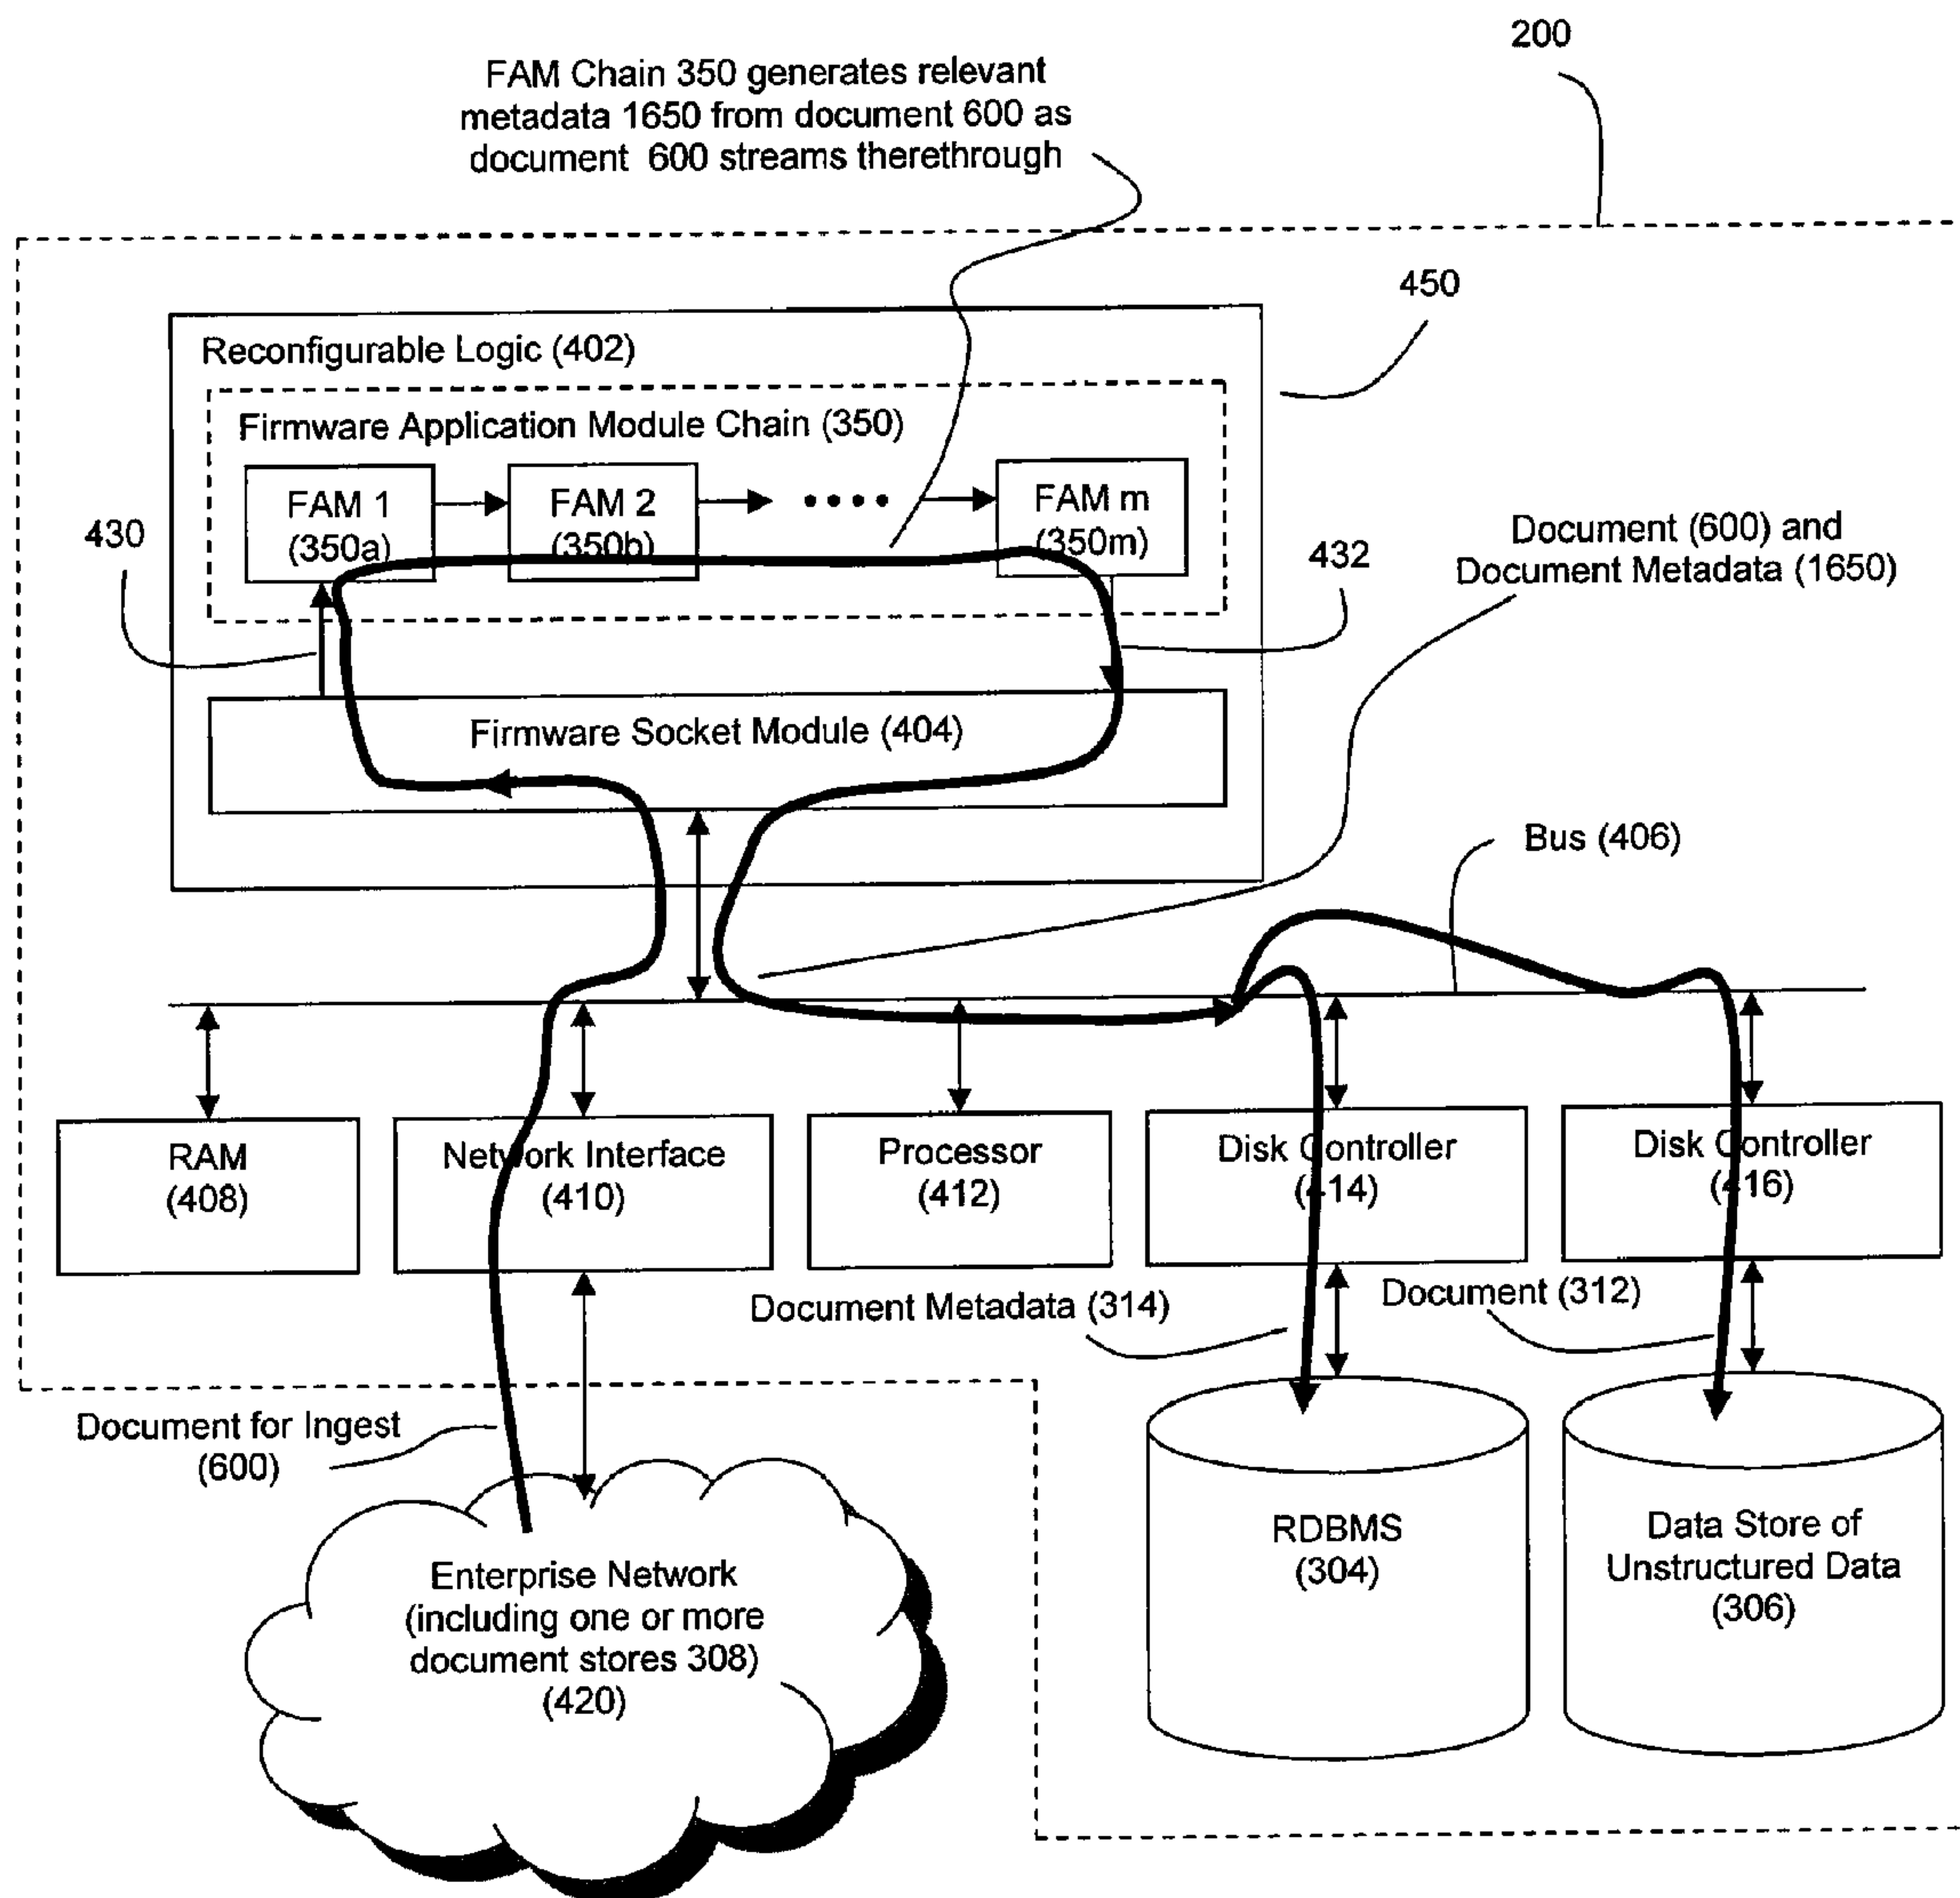 200
FAM Chain 350 generates relevant
metadata 1650 from document 600 as
document 600 streams therethrough
450
Reconfigurable Logic (402)
Firmware Application Module Chain (350)
FAM 1
(350a)
FAM 2
(350b)
••••
FAM m
(350m)
430
432
Document (600) and
Document Metadata (1650)
Firmware Socket Module (404)
Bus (406)
RAM
(408)
Network Interface
(410)
Processor
(412)
Disk Controller
(414)
Disk Controller
(416)
Document Metadata (314)
Document (312)
Document for Ingest
(600)
Enterprise Network
(including one or more
document stores 308)
(420)
RDBMS
(304)
Data Store of
Unstructured Data
(306)